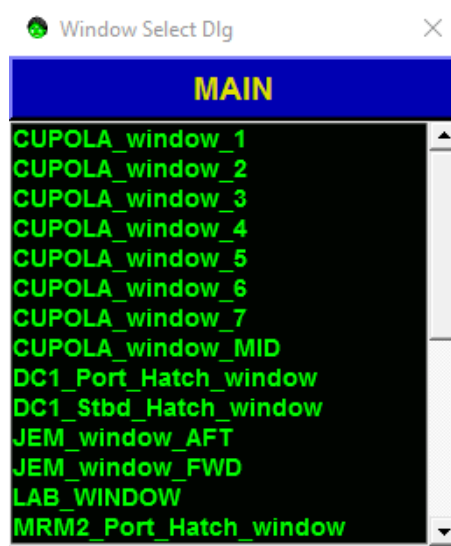 Window Select Dlg
MAIN
CUPOLA_window_1
CUPOLA_window_2
CUPOLA_window_3
CUPOLA_window_4
CUPOLA_window_5
CUPOLA_window_6
CUPOLA_window_7
CUPOLA_window_MID
DC1_Port_Hatch_window
DC1_Stbd_Hatch_window
JEM_window_AFT
JEM_window_FWD
LAB_WINDOW
MRM2_Port_Hatch_window